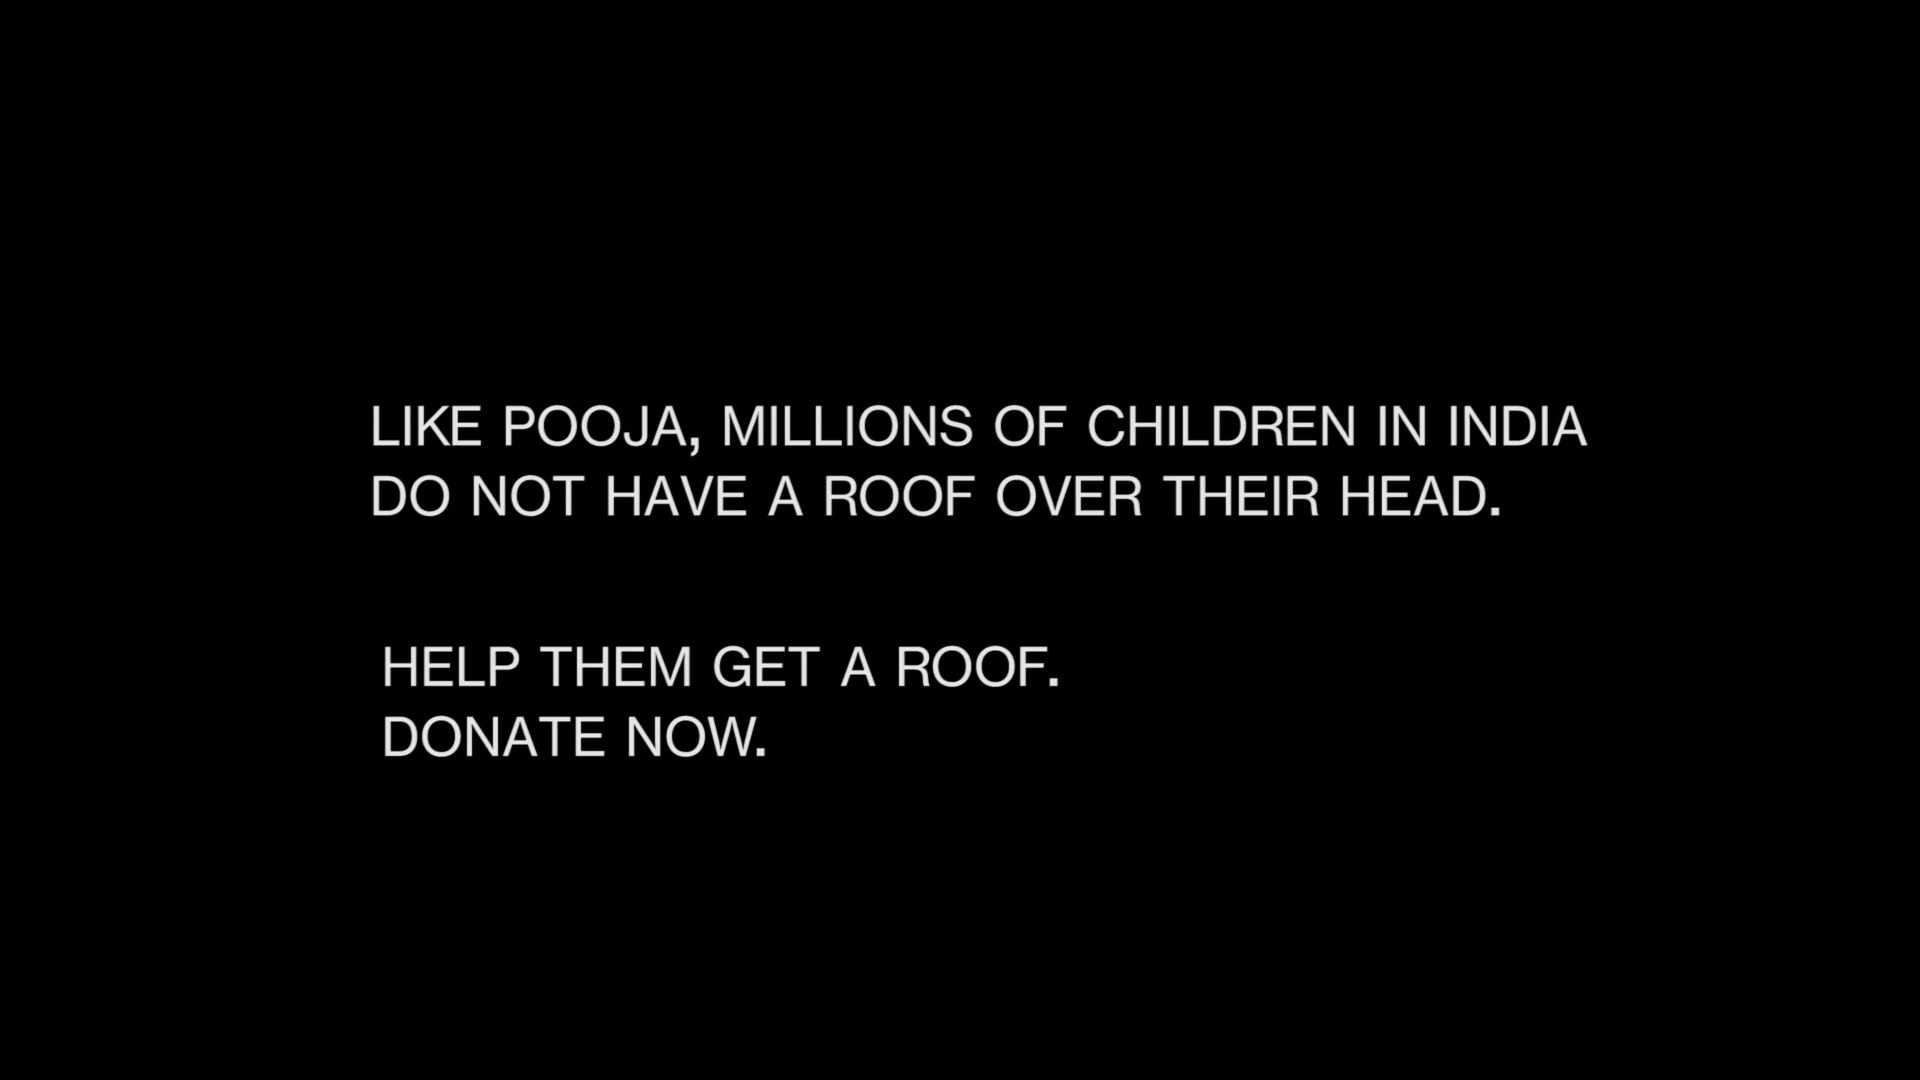 LIKE POOJA, MILLIONS OF CHILDREN IN INDIA
DO NOT HAVE A ROOF OVER THEIR HEAD.
HELP THEM GET A ROOF.
DONATE NOW.